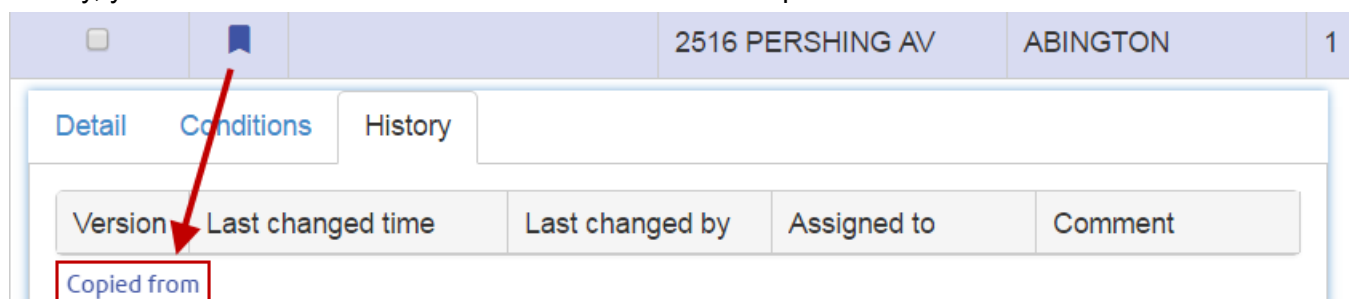 2516 PERSHING AV ABINGTON 1
Detail Conditions History
Version Last changed time Last changed by Assigned to Comment
Copied from